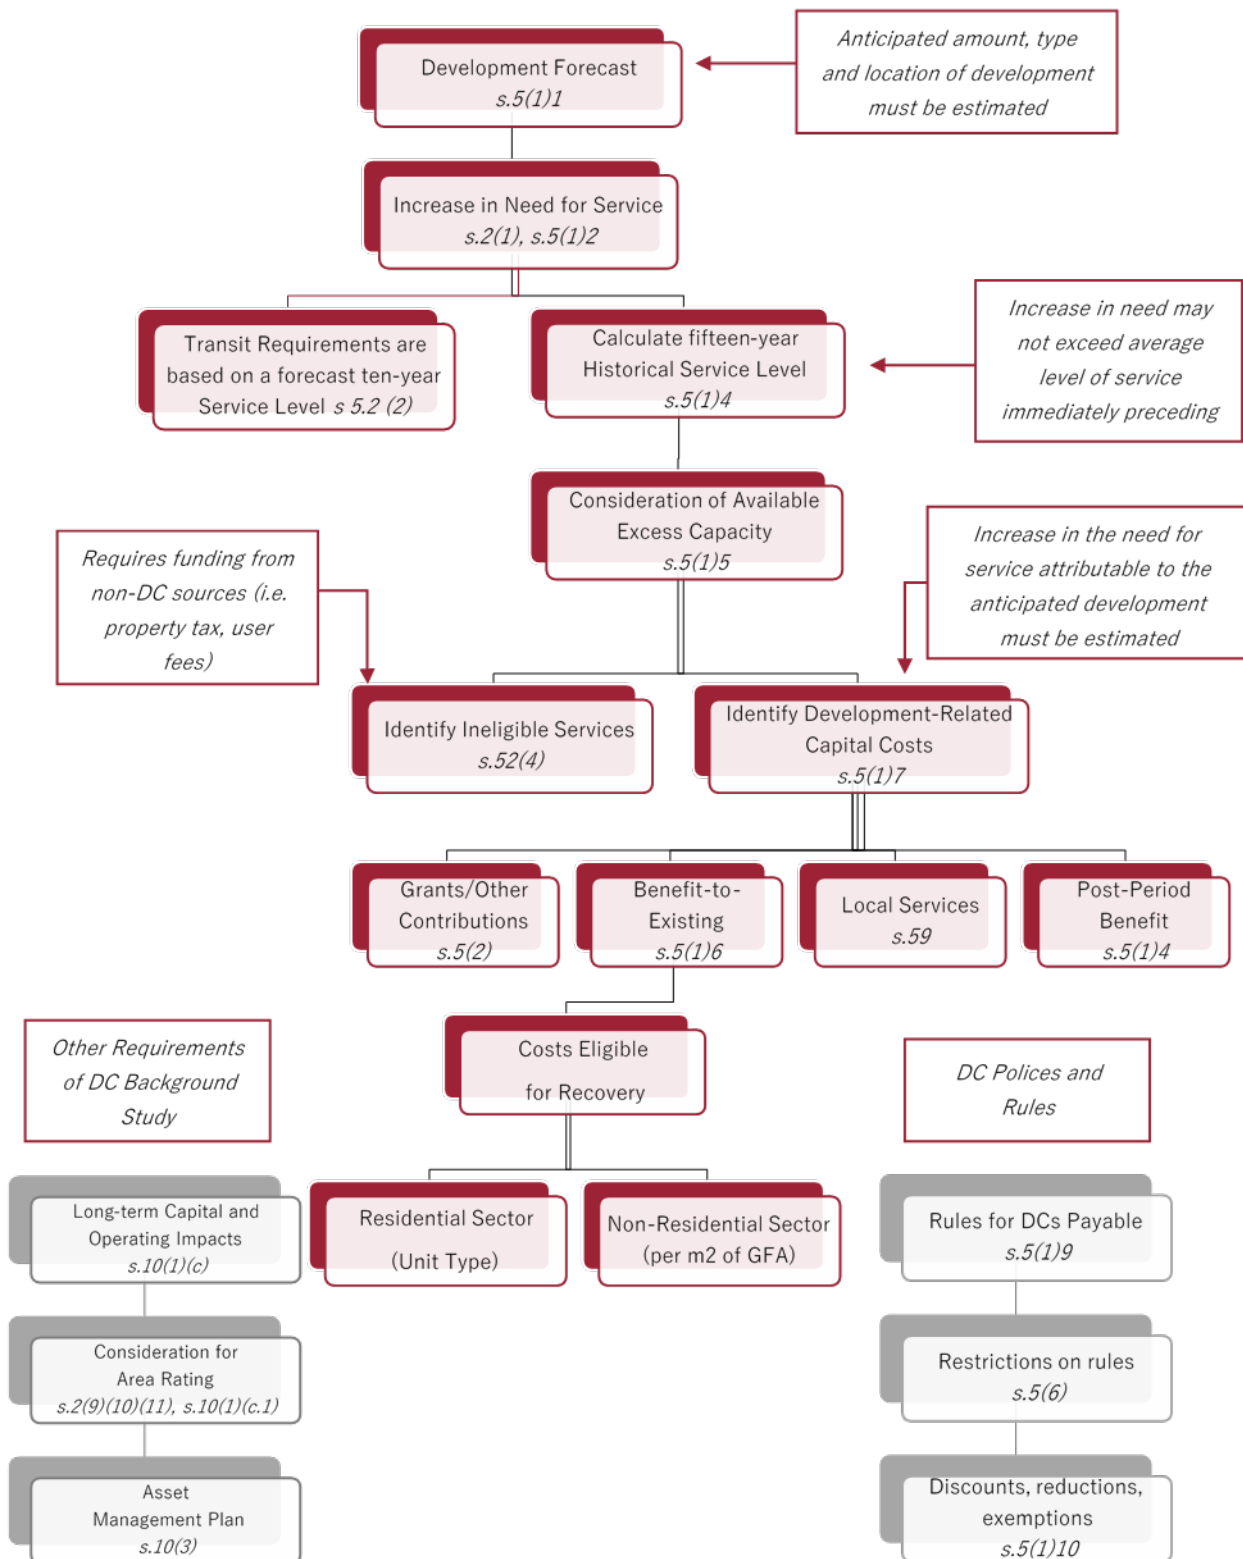 Development Forecast
s.5(1)1
Anticipated amount, type
and location of development
must be estimated
Increase in Need for Service
s.2(1), s.5(1)2
Transit Requirements are
based on a forecast ten-year
Service Level s 5.2 (2)
Calculate fifteen-year
Historical Service Level
s.5(1)4
Increase in need may
not exceed average
level of service
immediately preceding
Consideration of Available
Excess Capacity
s.5(1)5
Requires funding from
non-DC sources (i.e.
property tax, user
fees)
Increase in the need for
service attributable to the
anticipated development
must be estimated
Identify Ineligible Services
s.52(4)
Identify Development-Related
Capital Costs
s.5(1)7
Grants/Other
Contributions
s.5(2)
Benefit-to-
Existing
s.5(1)6
Local Services
s.59
Post-Period
Benefit
s.5(1)4
Costs Eligible
for Recovery
Residential Sector
(Unit Type)
Non-Residential Sector
(per m2 of GFA)
Other Requirements
of DC Background
Study
Long-term Capital and
Operating Impacts
s.10(1)(c)
Consideration for
Area Rating
s.2(9)(10)(11), s.10(1)(c.1)
Asset
Management Plan
s.10(3)
DC Polices and
Rules
Rules for DCs Payable
s.5(1)9
Restrictions on rules
s.5(6)
Discounts, reductions,
exemptions
s.5(1)10